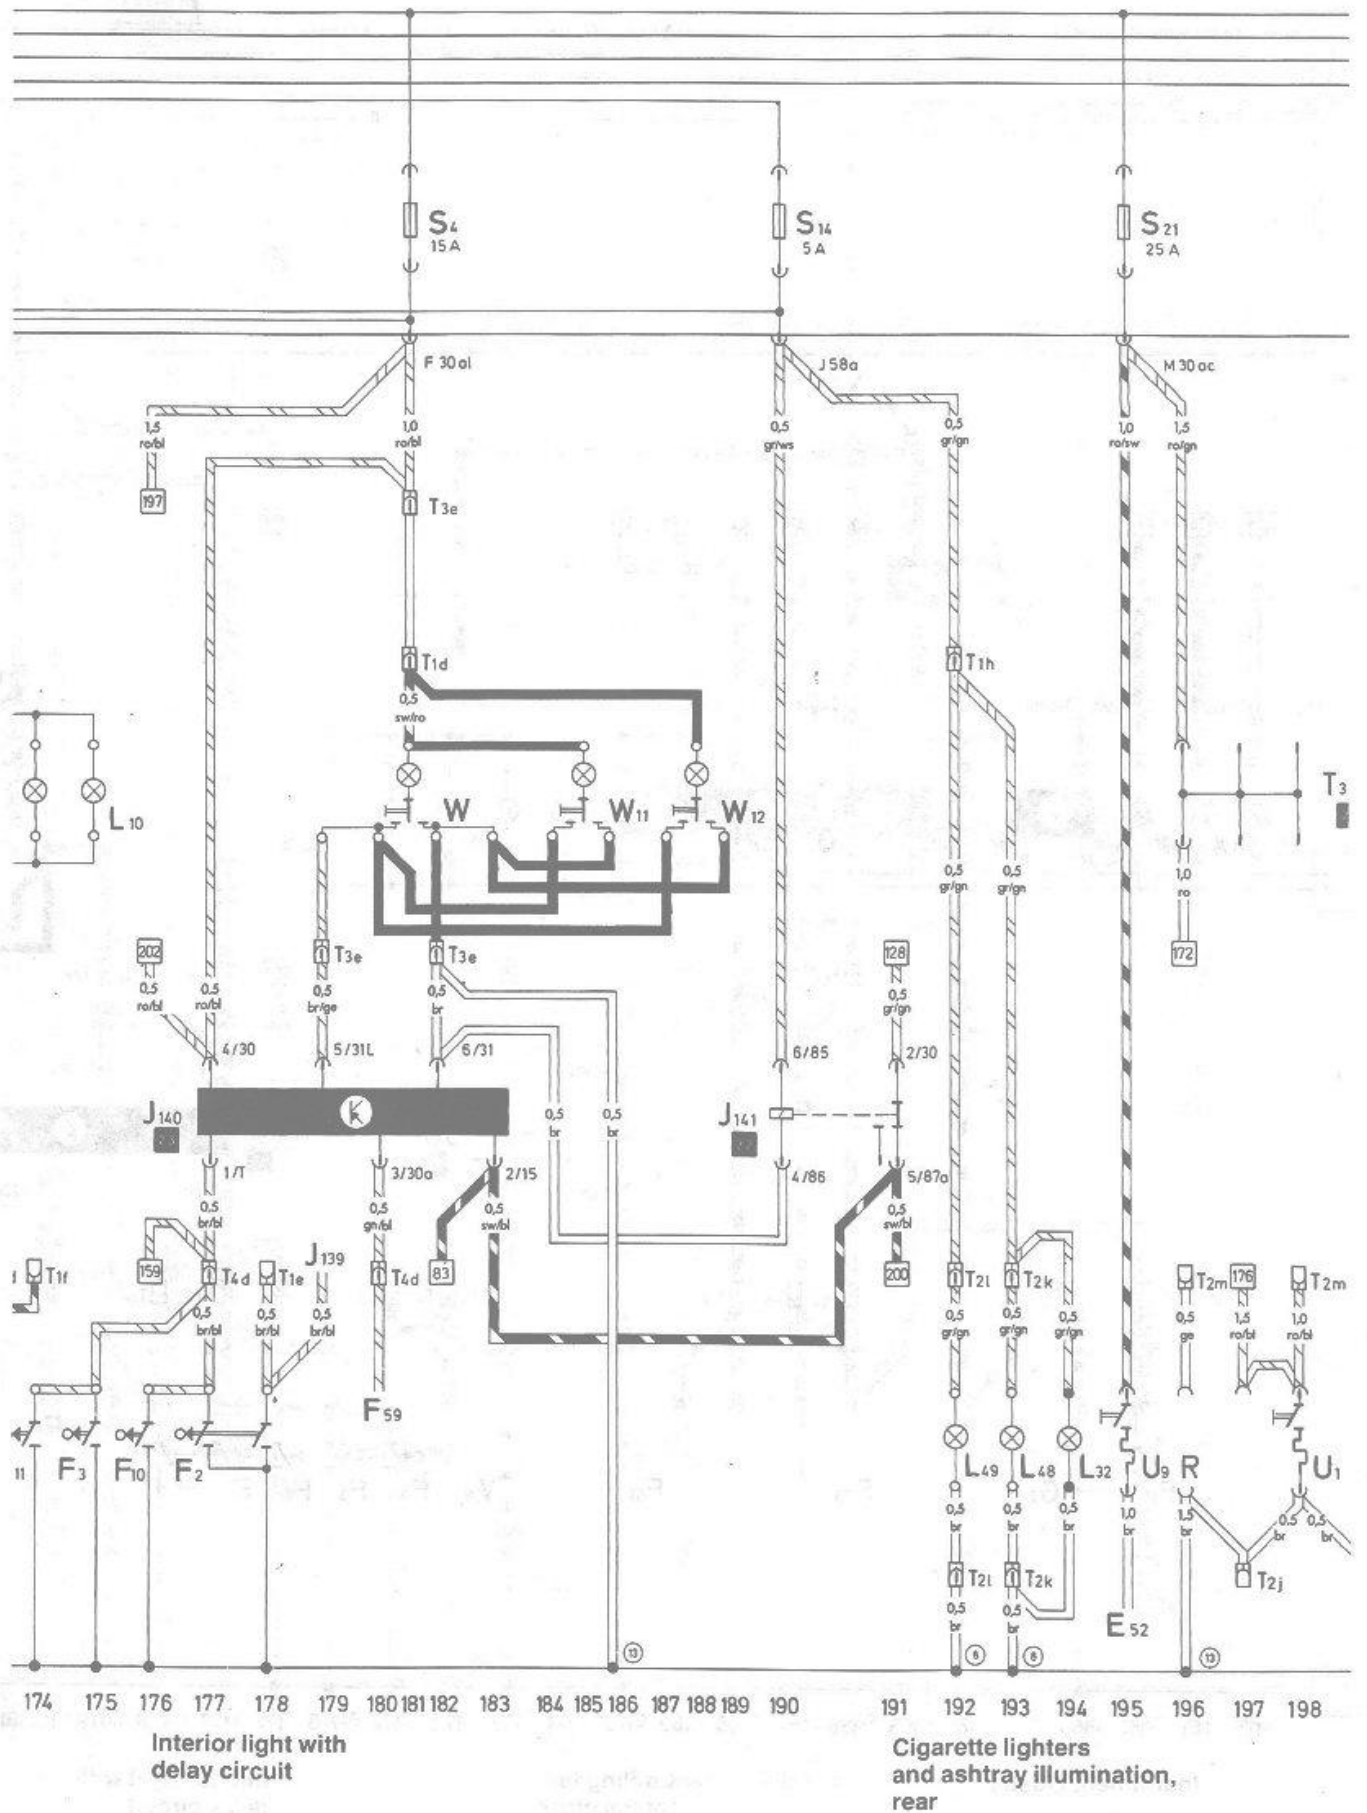 S4
15 A
S14
5 A
S21
25 A
F 30 al
J 58a
M 30 ac
1,5
ro/bl
1,0
ro/bl
0,5
gr/ws
0,5
gr/gn
1,0
ro/sw
1,5
ro/gn
197
T3e
T1d
T1h
0,5
sw/ro
L10
W
W11
W12
T3
0,5
gr/gn
0,5
gr/gn
1,0
ro
202
T3e
T3e
128
172
0,5
ro/bl
0,5
ro/bl
0,5
br/ge
0,5
br
0,5
gr/gn
4/30
5/31L
6/31
6/85
2/30
J140
0,5
br
0,5
br
J141
1/T
3/30a
2/15
4/86
5/87a
0,5
br/bl
0,5
gn/bl
0,5
sw/bl
0,5
sw/bl
J139
T1f
159
T4d
T1e
T4d
83
200
T2l
T2k
T2m
176
T2m
0,5
br/bl
0,5
br/bl
0,5
br/bl
0,5
gr/gn
0,5
gr/gn
0,5
gr/gn
0,5
ge
1,5
ro/bl
1,0
ro/bl
F59
11
F3
F10
F2
L49
L48
L32
U9
R
U1
0,5
br
0,5
br
0,5
br
1,0
br
1,5
br
0,5
br
0,5
br
T2l
T2k
T2j
0,5
br
0,5
br
E52
13
8
8
13
174 175 176 177 178 179 180 181 182 183 184 185 186 187 188 189 190 191 192 193 194 195 196 197 198
Interior light with
delay circuit
Cigarette lighters
and ashtray illumination,
rear